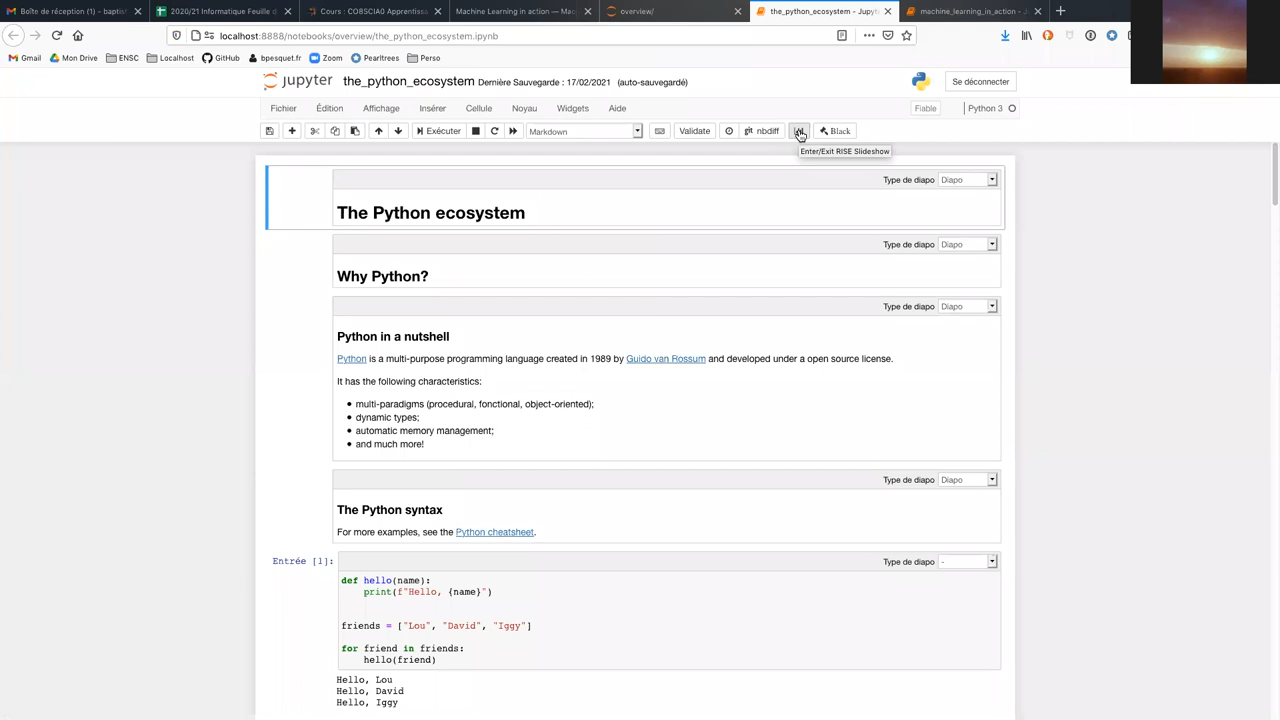 Boîte de réception (1) - baptis
2020/21 Informatique Feuille d
Cours : CO8SCIA0 Apprentissa
Machine Learning in action — Mac
overview/
the_python_ecosystem - Jupyt
machine_learning_in_action - Ju
localhost:8888/notebooks/overview/the_python_ecosystem.ipynb
Gmail
Mon Drive
ENSC
Localhost
GitHub
bpesquet.fr
Zoom
Pearltrees
Perso
jupyter
the_python_ecosystem Dernière Sauvegarde : 17/02/2021 (auto-sauvegardé)
Se déconnecter
Fichier Édition Affichage Insérer Cellule Noyau Widgets Aide
Fiable
Python 3
Exécuter
Markdown
Validate
git nbdiff
Black
Enter/Exit RISE Slideshow
Type de diapo Diapo
The Python ecosystem
Type de diapo Diapo
Why Python?
Type de diapo Diapo
Python in a nutshell
Python is a multi-purpose programming language created in 1989 by Guido van Rossum and developed under a open source license.
It has the following characteristics:
• multi-paradigms (procedural, fonctional, object-oriented);
• dynamic types;
• automatic memory management;
• and much more!
Type de diapo Diapo
The Python syntax
For more examples, see the Python cheatsheet.
Entrée [1]:
Type de diapo -
def hello(name):
    print(f"Hello, {name}")
friends = ["Lou", "David", "Iggy"]
for friend in friends:
    hello(friend)
Hello, Lou
Hello, David
Hello, Iggy